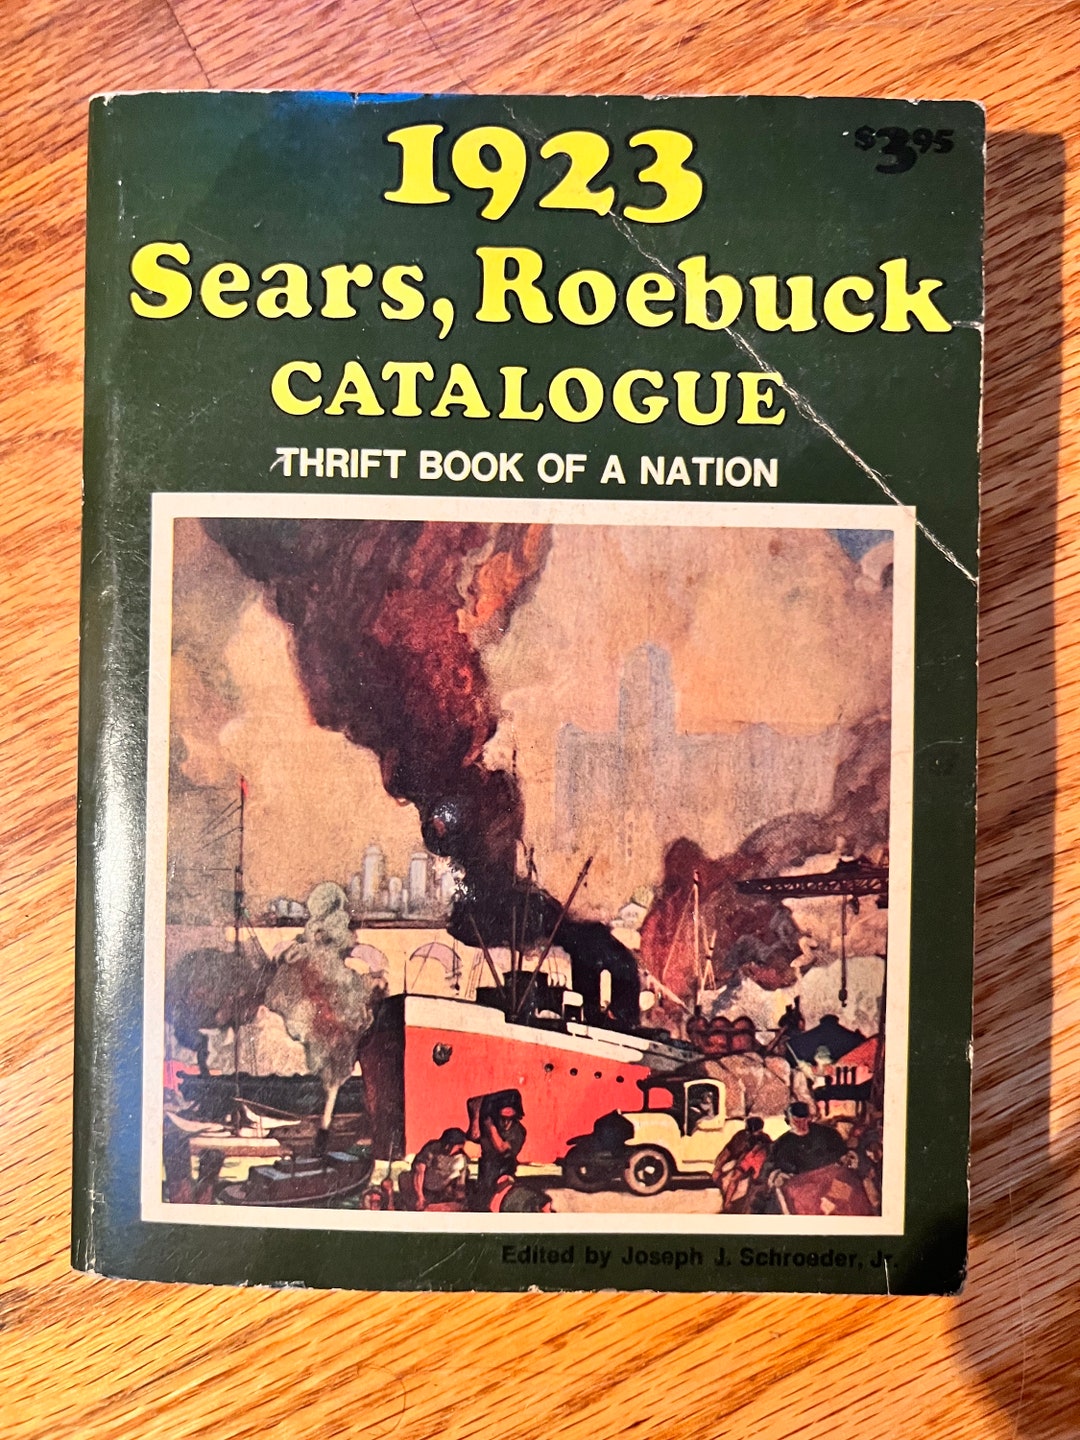 $3.95
1923
Sears, Roebuck
CATALOGUE
THRIFT BOOK OF A NATION
Edited by Joseph J. Schroeder, Jr.